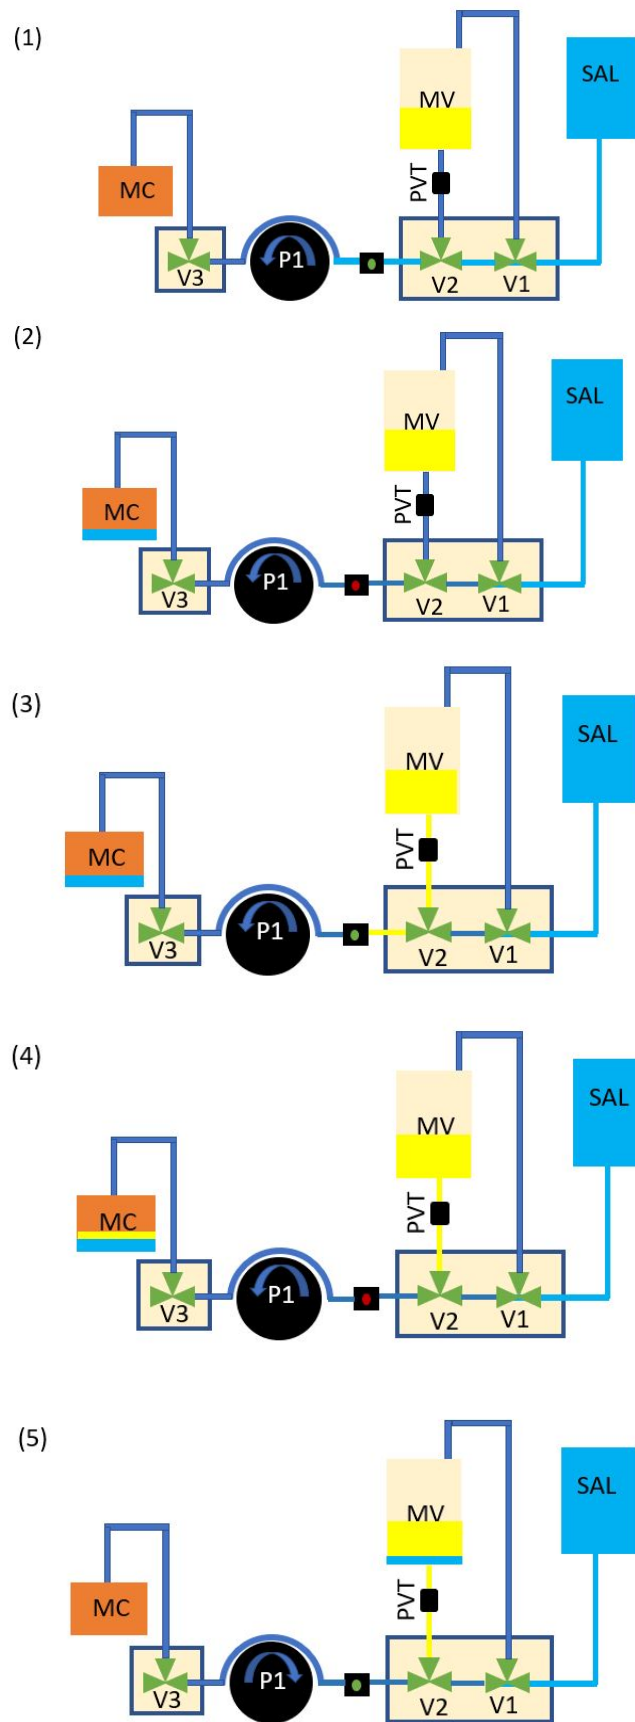 (1)
MV
SAL
PVT
MC
P1
V3
V2
V1
(2)
MV
SAL
PVT
MC
P1
V3
V2
V1
(3)
MV
SAL
PVT
MC
P1
V3
V2
V1
(4)
MV
SAL
PVT
MC
P1
V3
V2
V1
(5)
MV
SAL
PVT
MC
P1
V3
V2
V1